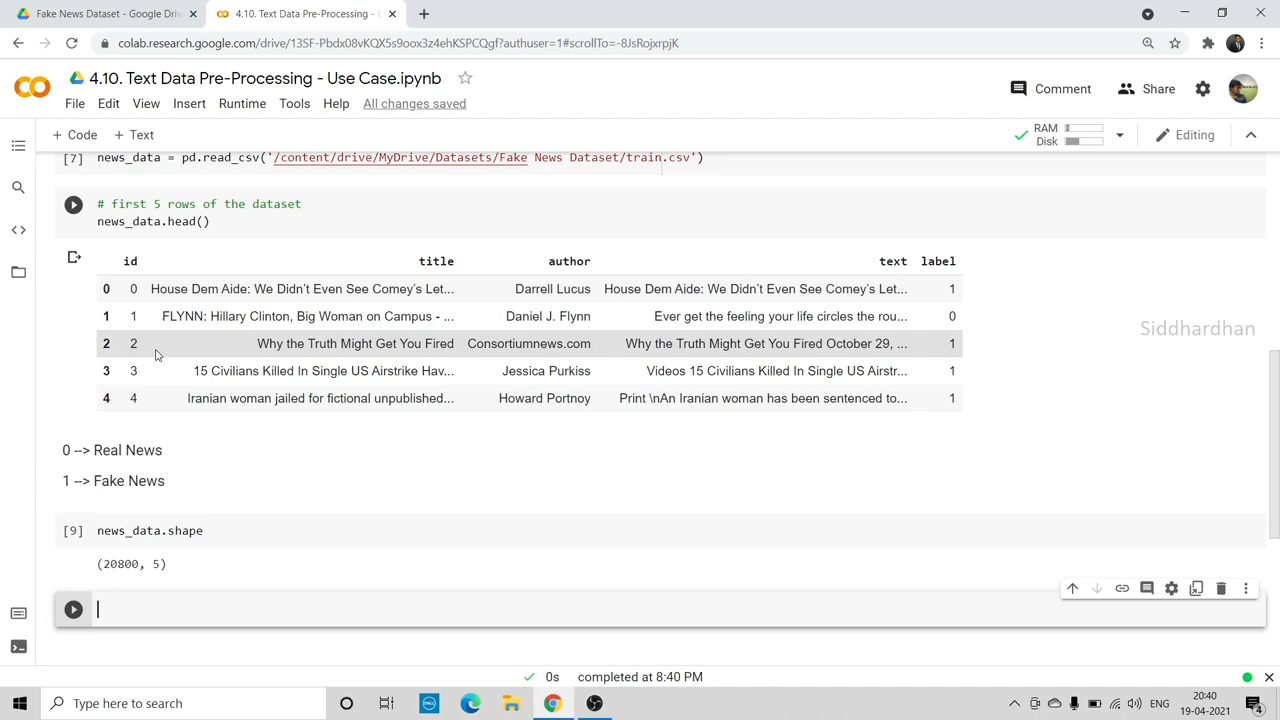 Fake News Dataset - Google Driv
4.10. Text Data Pre-Processing - U
colab.research.google.com/drive/13SF-Pbdx08vKQX5s9oox3z4ehKSPCQgf?authuser=1#scrollTo=-8JsRojxrpjK
4.10. Text Data Pre-Processing - Use Case.ipynb
File Edit View Insert Runtime Tools Help All changes saved
Comment Share
+ Code + Text
RAM
Disk
Editing
[7] news_data = pd.read_csv('/content/drive/MyDrive/Datasets/Fake News Dataset/train.csv')
# first 5 rows of the dataset
news_data.head()
id title author text label
0 0 House Dem Aide: We Didn't Even See Comey's Let... Darrell Lucus House Dem Aide: We Didn't Even See Comey's Let... 1
1 1 FLYNN: Hillary Clinton, Big Woman on Campus - ... Daniel J. Flynn Ever get the feeling your life circles the rou... 0
2 2 Why the Truth Might Get You Fired Consortiumnews.com Why the Truth Might Get You Fired October 29, ... 1
3 3 15 Civilians Killed In Single US Airstrike Hav... Jessica Purkiss Videos 15 Civilians Killed In Single US Airstr... 1
4 4 Iranian woman jailed for fictional unpublished... Howard Portnoy Print \nAn Iranian woman has been sentenced to... 1
Siddhardhan
0 --> Real News
1 --> Fake News
[9] news_data.shape
(20800, 5)
0s completed at 8:40 PM
Type here to search
DELL
ENG
20:40
19-04-2021
4